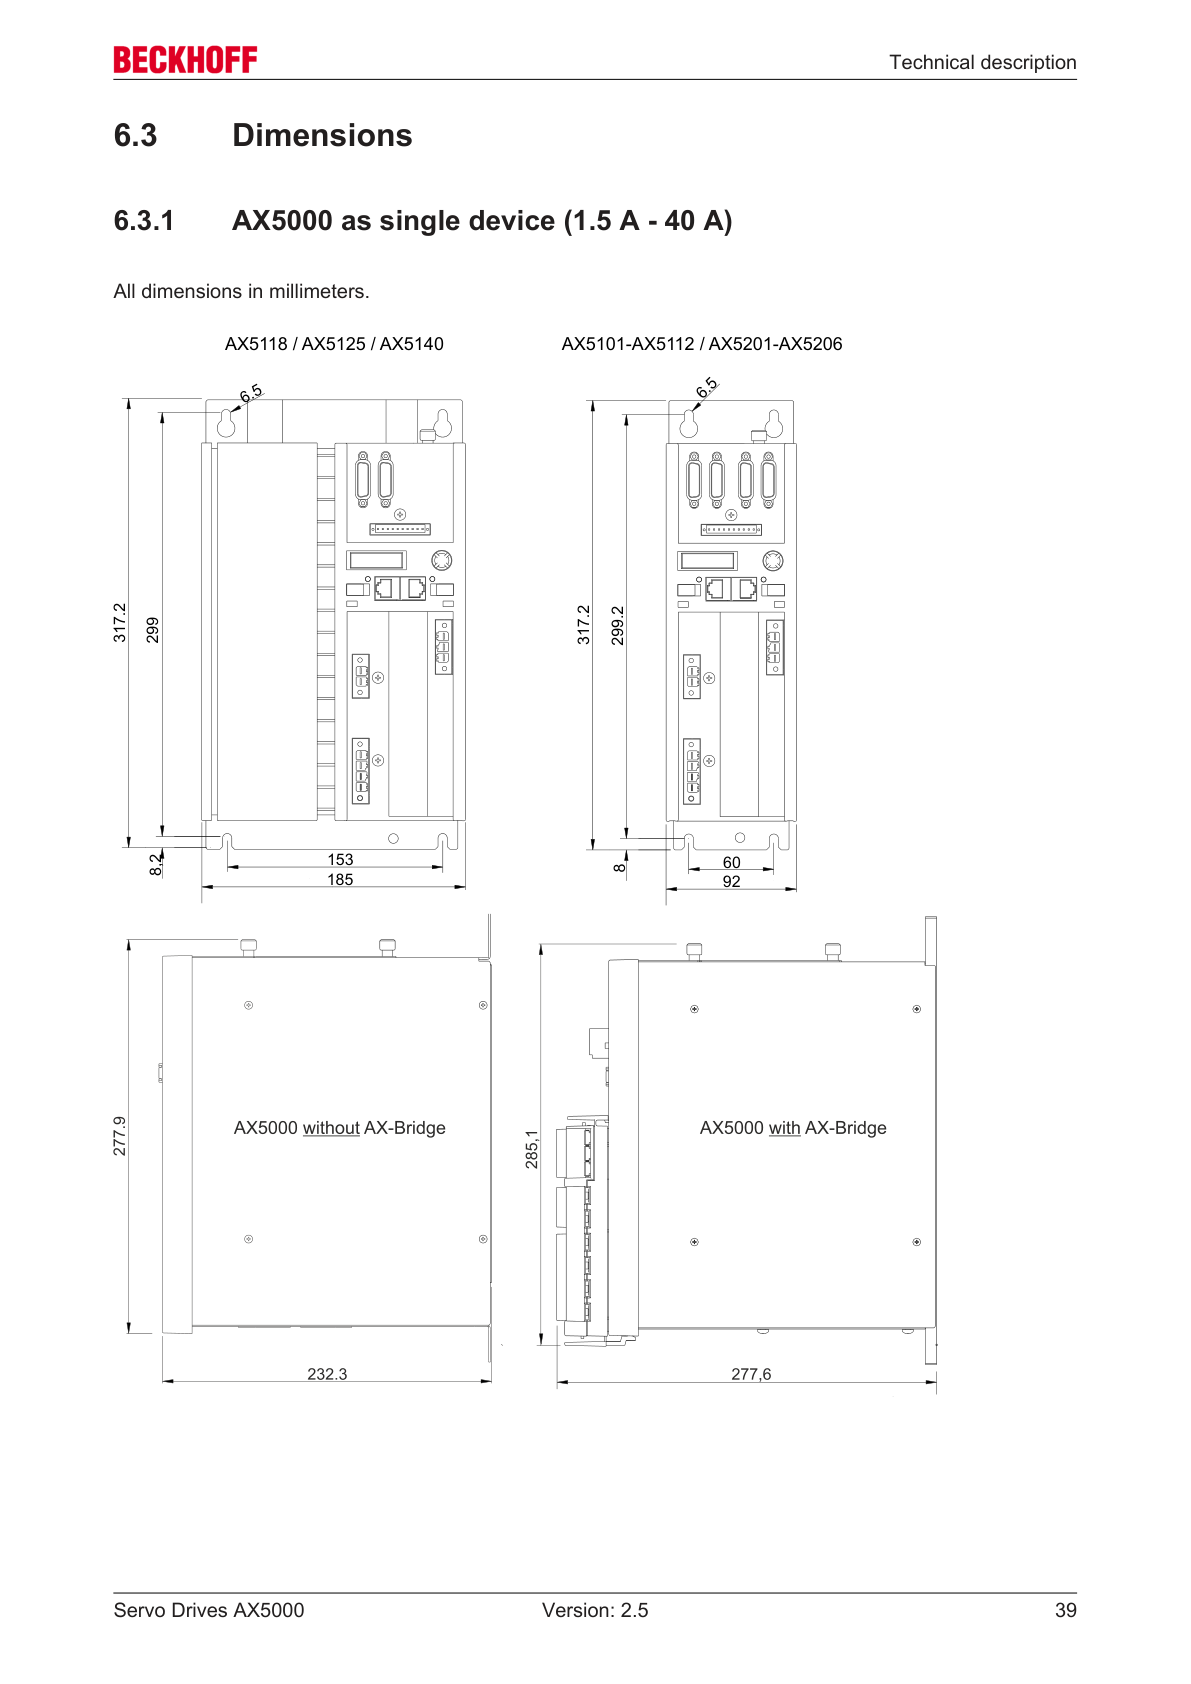 BECKHOFF
Technical description
6.3 Dimensions
6.3.1 AX5000 as single device (1.5 A - 40 A)
All dimensions in millimeters.
AX5118 / AX5125 / AX5140
AX5101-AX5112 / AX5201-AX5206
6.5
317.2
299
8,2
153
185
6.5
317.2
299.2
8
60
92
277.9
AX5000 without AX-Bridge
232.3
285,1
AX5000 with AX-Bridge
277,6
Servo Drives AX5000
Version: 2.5
39